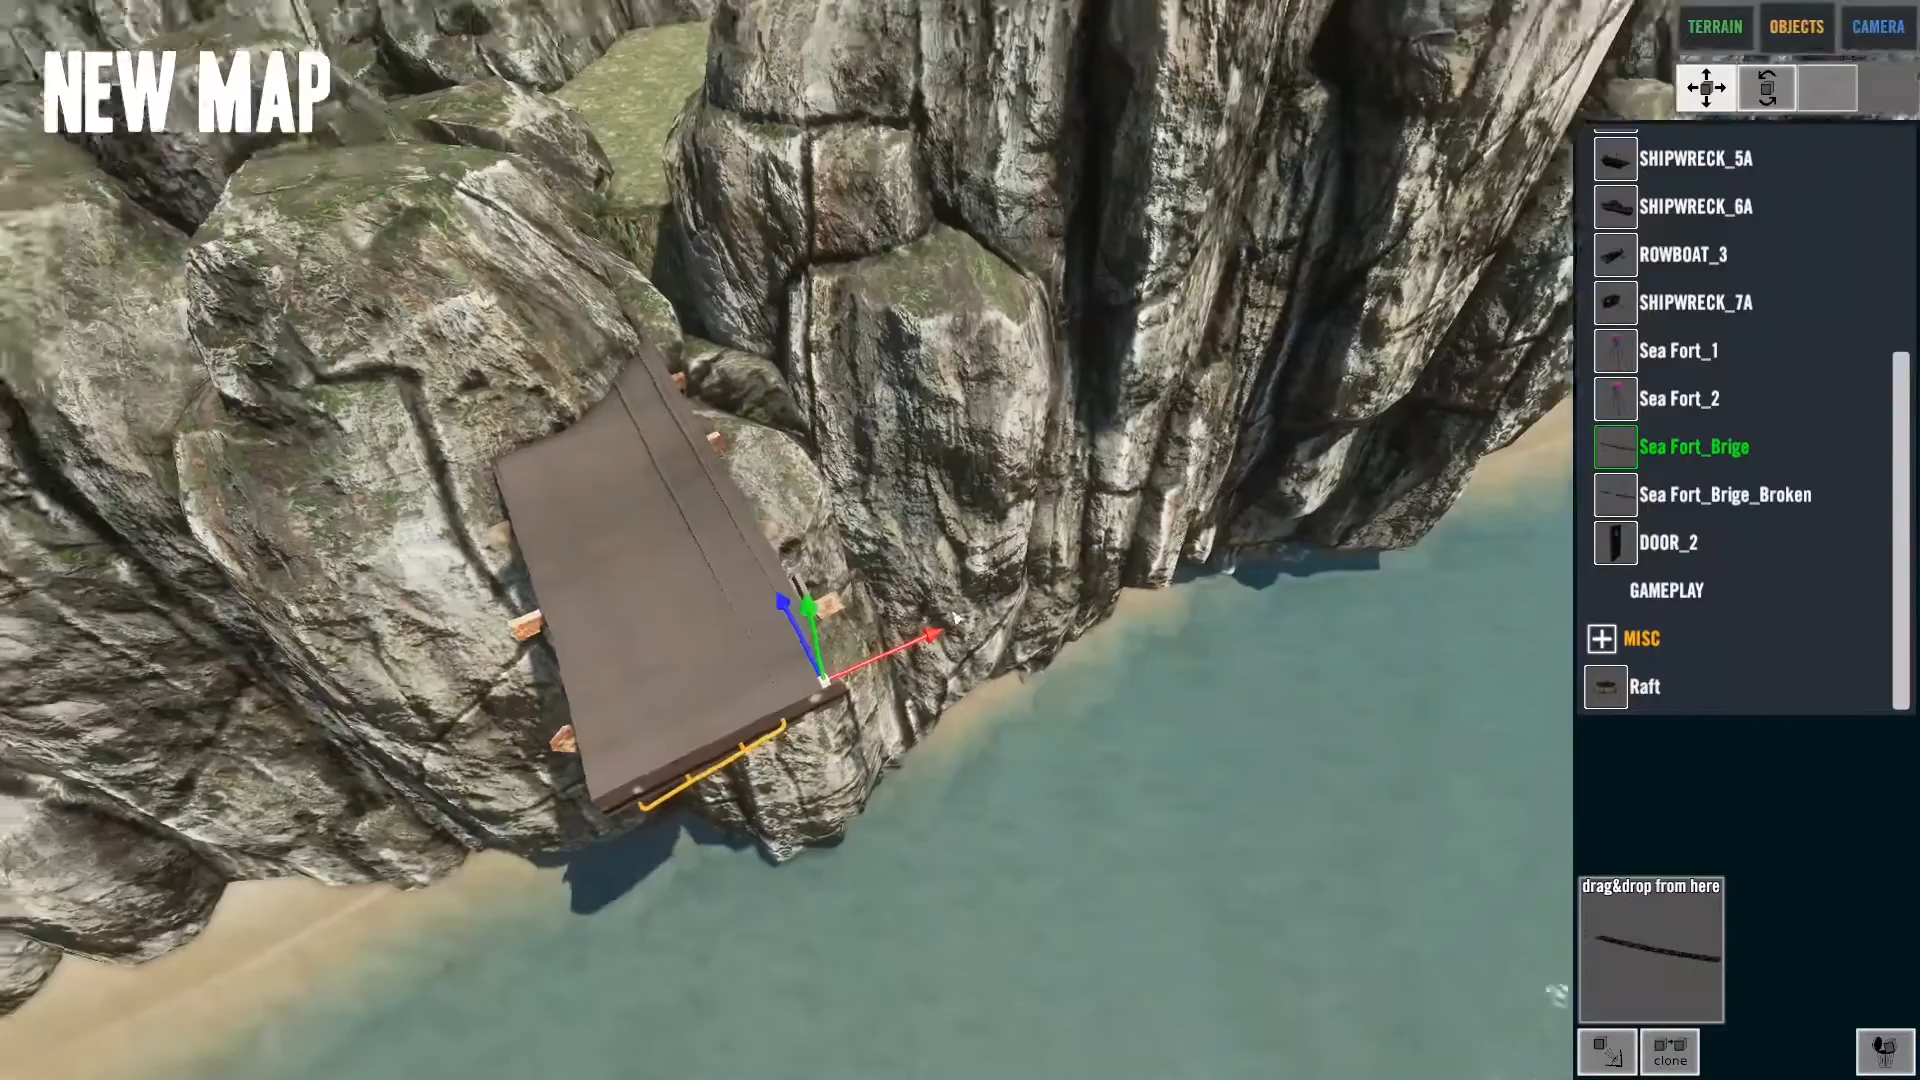 NEW MAP
TERRAIN
OBJECTS
CAMERA
SHIPWRECK_5A
SHIPWRECK_6A
ROWBOAT_3
SHIPWRECK_7A
Sea Fort_1
Sea Fort_2
Sea Fort_Brige
Sea Fort_Brige_Broken
DOOR_2
GAMEPLAY
MISC
Raft
drag&drop from here
clone